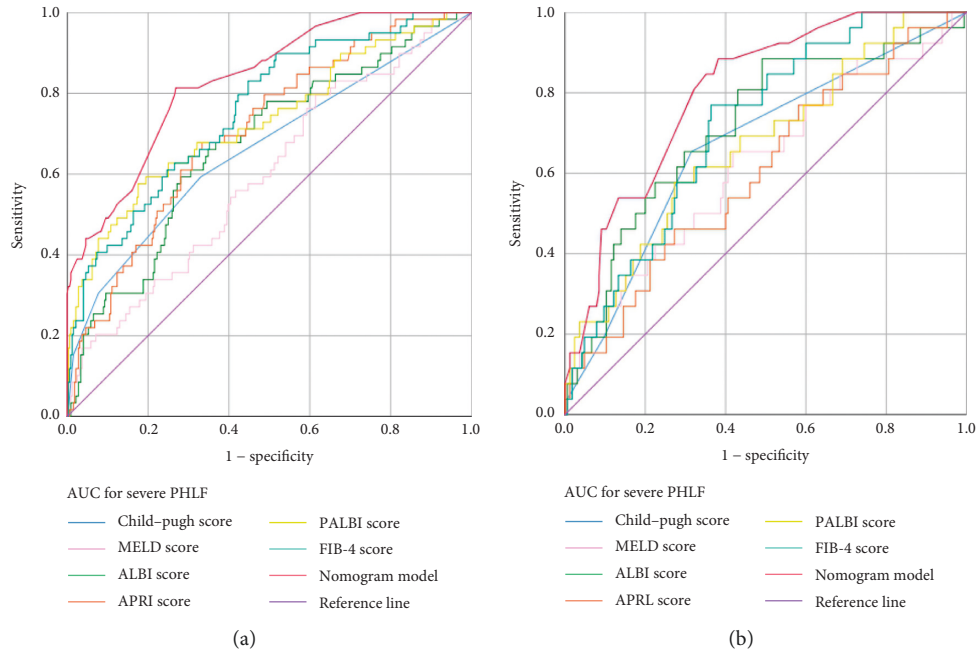 1.0
0.8
0.6
0.4
0.2
0.0
Sensitivity
0.0 0.2 0.4 0.6 0.8 1.0
1 − specificity
AUC for severe PHLF
Child–pugh score
MELD score
ALBI score
APRI score
PALBI score
FIB-4 score
Nomogram model
Reference line
(a)
1.0
0.8
0.6
0.4
0.2
0.0
Sensitivity
0.0 0.2 0.4 0.6 0.8 1.0
1 − specificity
AUC for severe PHLF
Child–pugh score
MELD score
ALBI score
APRL score
PALBI score
FIB-4 score
Nomogram model
Reference line
(b)